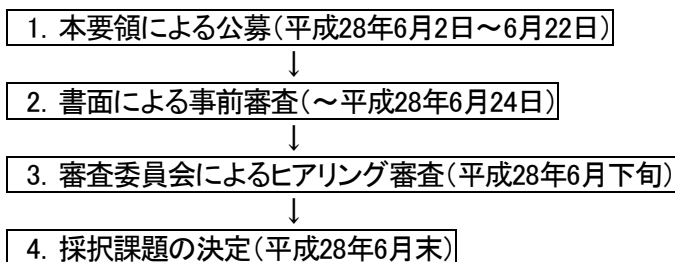 1. 本要領による公募(平成28年6月2日～6月22日)
↓
2. 書面による事前審査(～平成28年6月24日)
↓
3. 審査委員会によるヒアリング審査(平成28年6月下旬)
↓
4. 採択課題の決定(平成28年6月末)